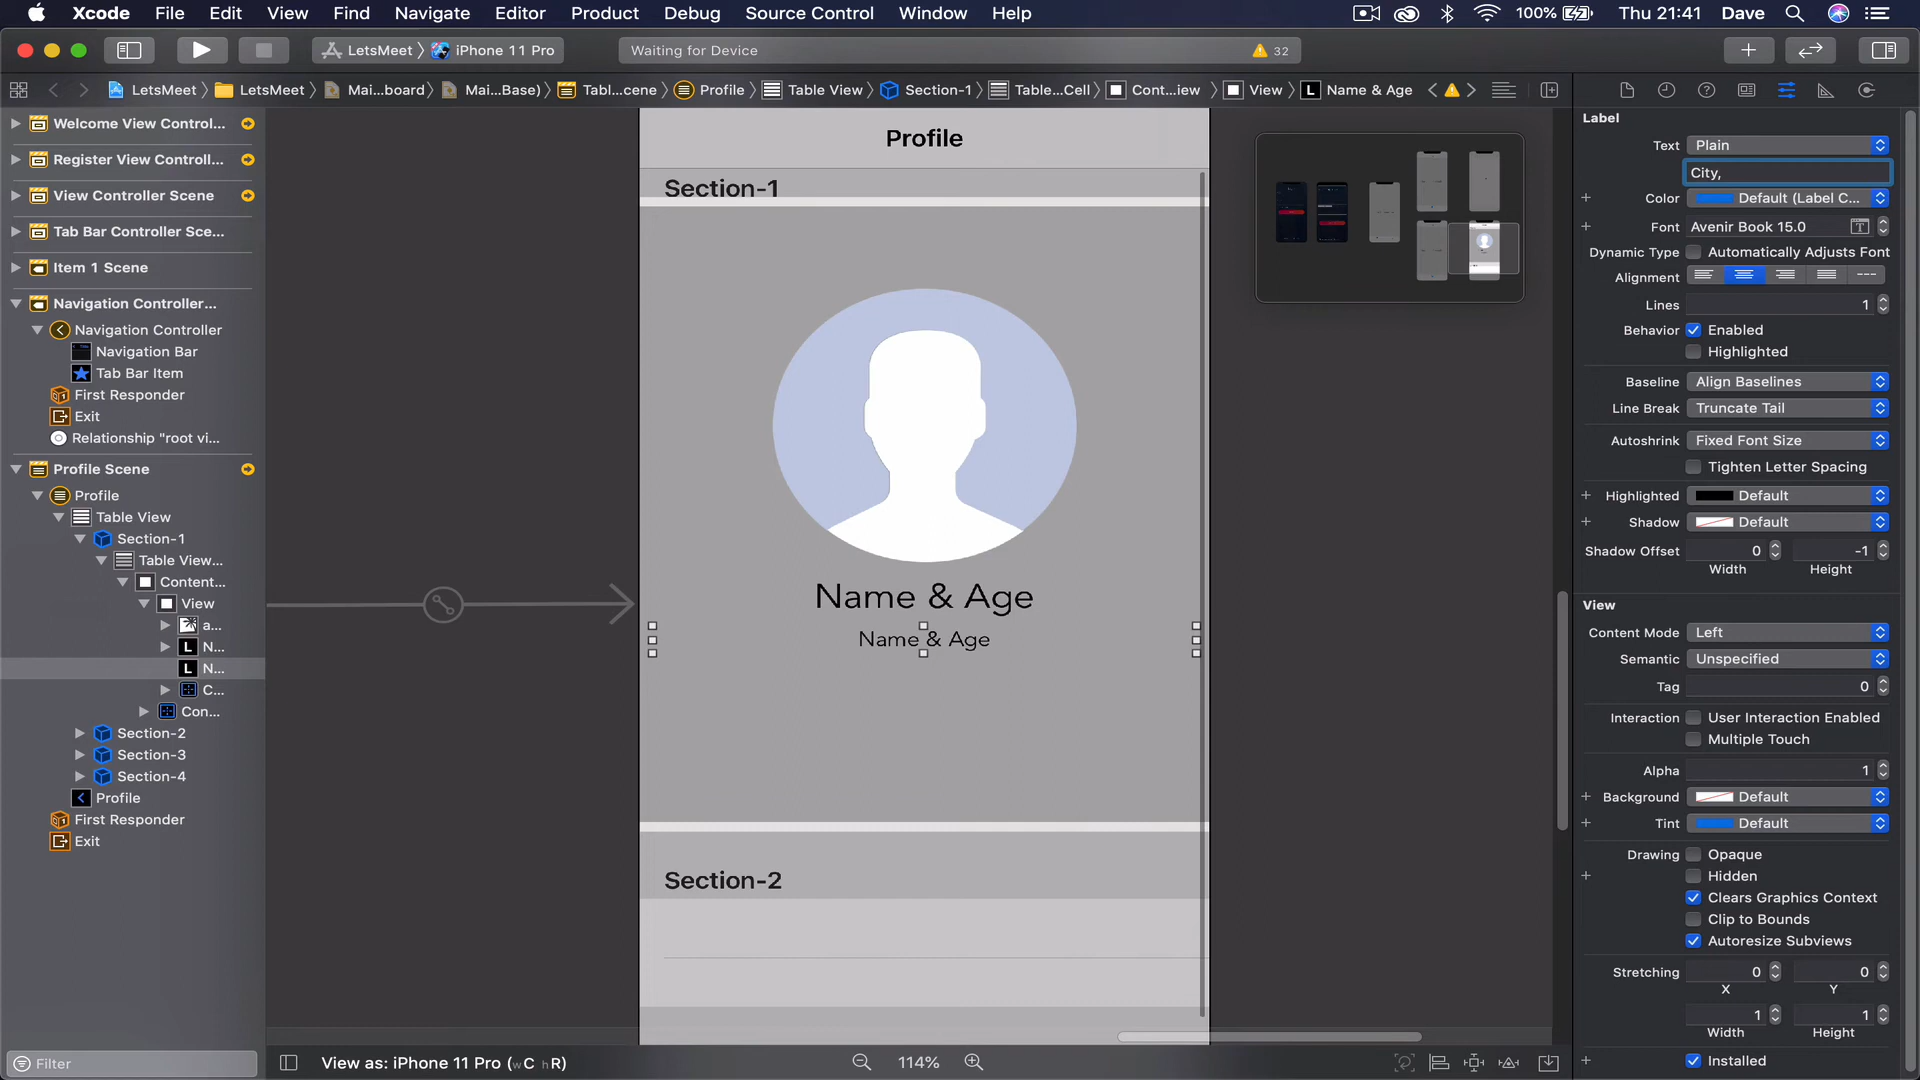 Xcode File Edit View Find Navigate Editor Product Debug Source Control Window Help 100% Thu 21:41 Dave
LetsMeet iPhone 11 Pro Waiting for Device 32
LetsMeet LetsMeet Mai...board Mai...Base) Tabl...cene Profile Table View Section-1 Table...Cell Cont...iew View L Name & Age
Welcome View Control...
Register View Controll...
View Controller Scene
Tab Bar Controller Sce...
Item 1 Scene
Navigation Controller...
Navigation Controller
Navigation Bar
Tab Bar Item
First Responder
Exit
Relationship "root vi...
Profile Scene
Profile
Table View
Section-1
Table View...
Content...
View
a...
L N...
L N...
C...
Con...
Section-2
Section-3
Section-4
Profile
First Responder
Exit
Filter
Profile
Section-1
Name & Age
Name & Age
Section-2
View as: iPhone 11 Pro (wC hR) 114%
Label
Text Plain
City,
Color Default (Label C...
Font Avenir Book 15.0 T
Dynamic Type Automatically Adjusts Font
Alignment
Lines 1
Behavior Enabled
Highlighted
Baseline Align Baselines
Line Break Truncate Tail
Autoshrink Fixed Font Size
Tighten Letter Spacing
Highlighted Default
Shadow Default
Shadow Offset 0 -1
Width Height
View
Content Mode Left
Semantic Unspecified
Tag 0
Interaction User Interaction Enabled
Multiple Touch
Alpha 1
Background Default
Tint Default
Drawing Opaque
Hidden
Clears Graphics Context
Clip to Bounds
Autoresize Subviews
Stretching 0 0
X Y
1 1
Width Height
Installed